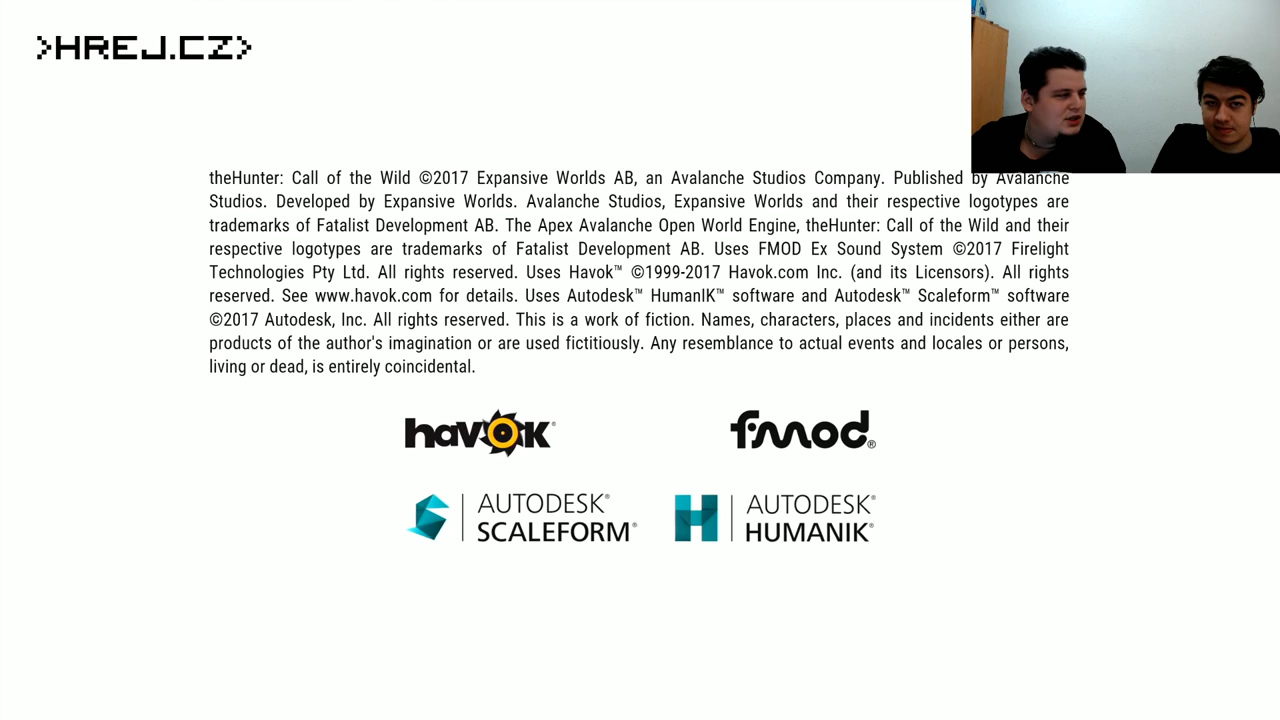 >HREJ.CZ>
theHunter: Call of the Wild ©2017 Expansive Worlds AB, an Avalanche Studios Company. Published by Avalanche
Studios. Developed by Expansive Worlds. Avalanche Studios, Expansive Worlds and their respective logotypes are
trademarks of Fatalist Development AB. The Apex Avalanche Open World Engine, theHunter: Call of the Wild and their
respective logotypes are trademarks of Fatalist Development AB. Uses FMOD Ex Sound System ©2017 Firelight
Technologies Pty Ltd. All rights reserved. Uses Havok™ ©1999-2017 Havok.com Inc. (and its Licensors). All rights
reserved. See www.havok.com for details. Uses Autodesk™ HumanIK™ software and Autodesk™ Scaleform™ software
©2017 Autodesk, Inc. All rights reserved. This is a work of fiction. Names, characters, places and incidents either are
products of the author's imagination or are used fictitiously. Any resemblance to actual events and locales or persons,
living or dead, is entirely coincidental.
havok® fmod®
AUTODESK® AUTODESK®
SCALEFORM® HUMANIK®